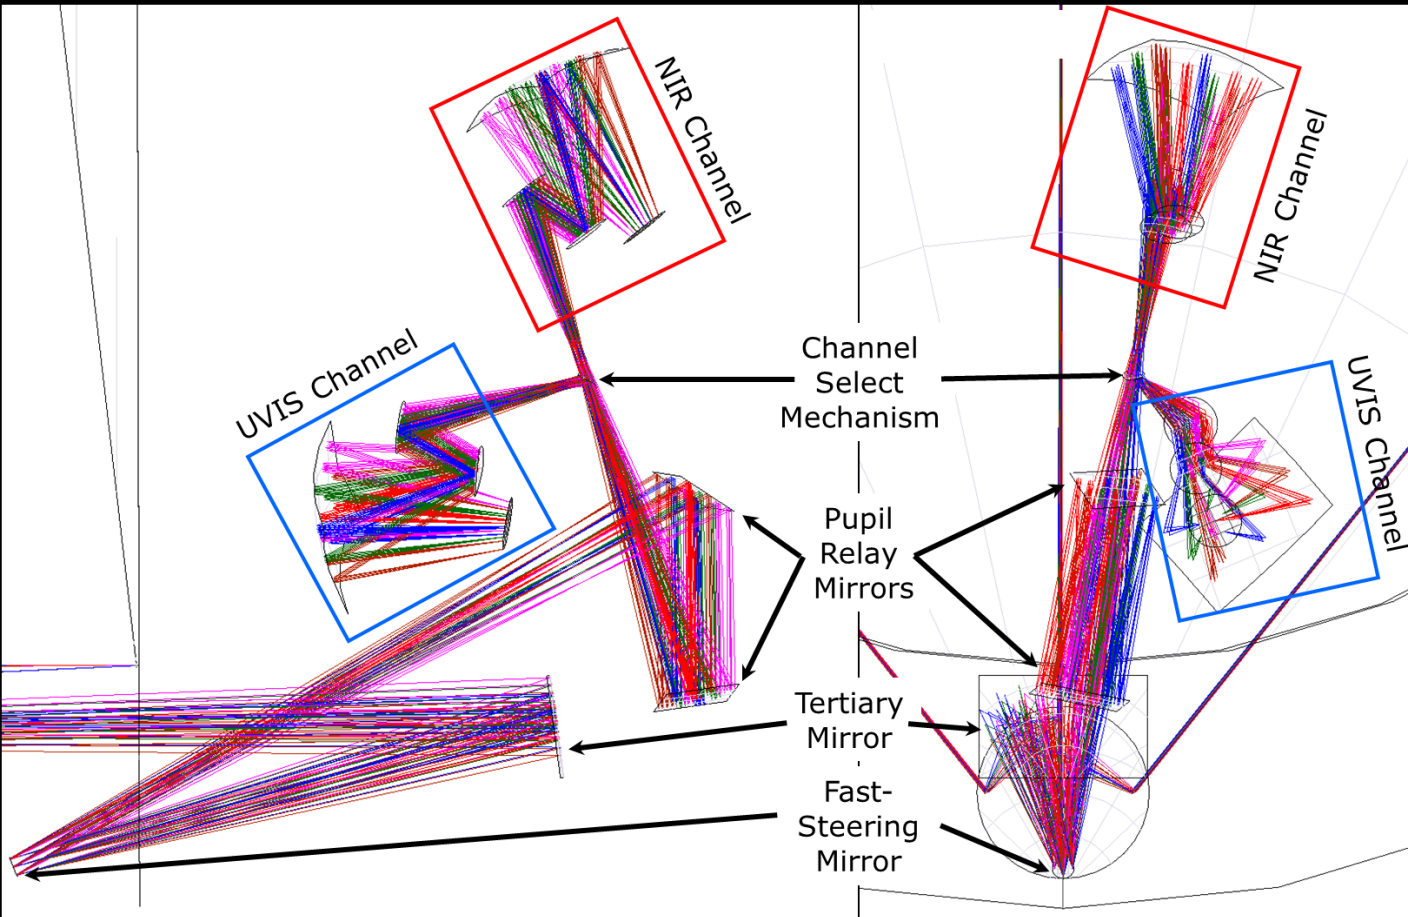 NIR Channel
NIR Channel
UVIS Channel
Channel
Select
Mechanism
UVIS Channel
Pupil
Relay
Mirrors
Tertiary
Mirror
Fast-
Steering
Mirror